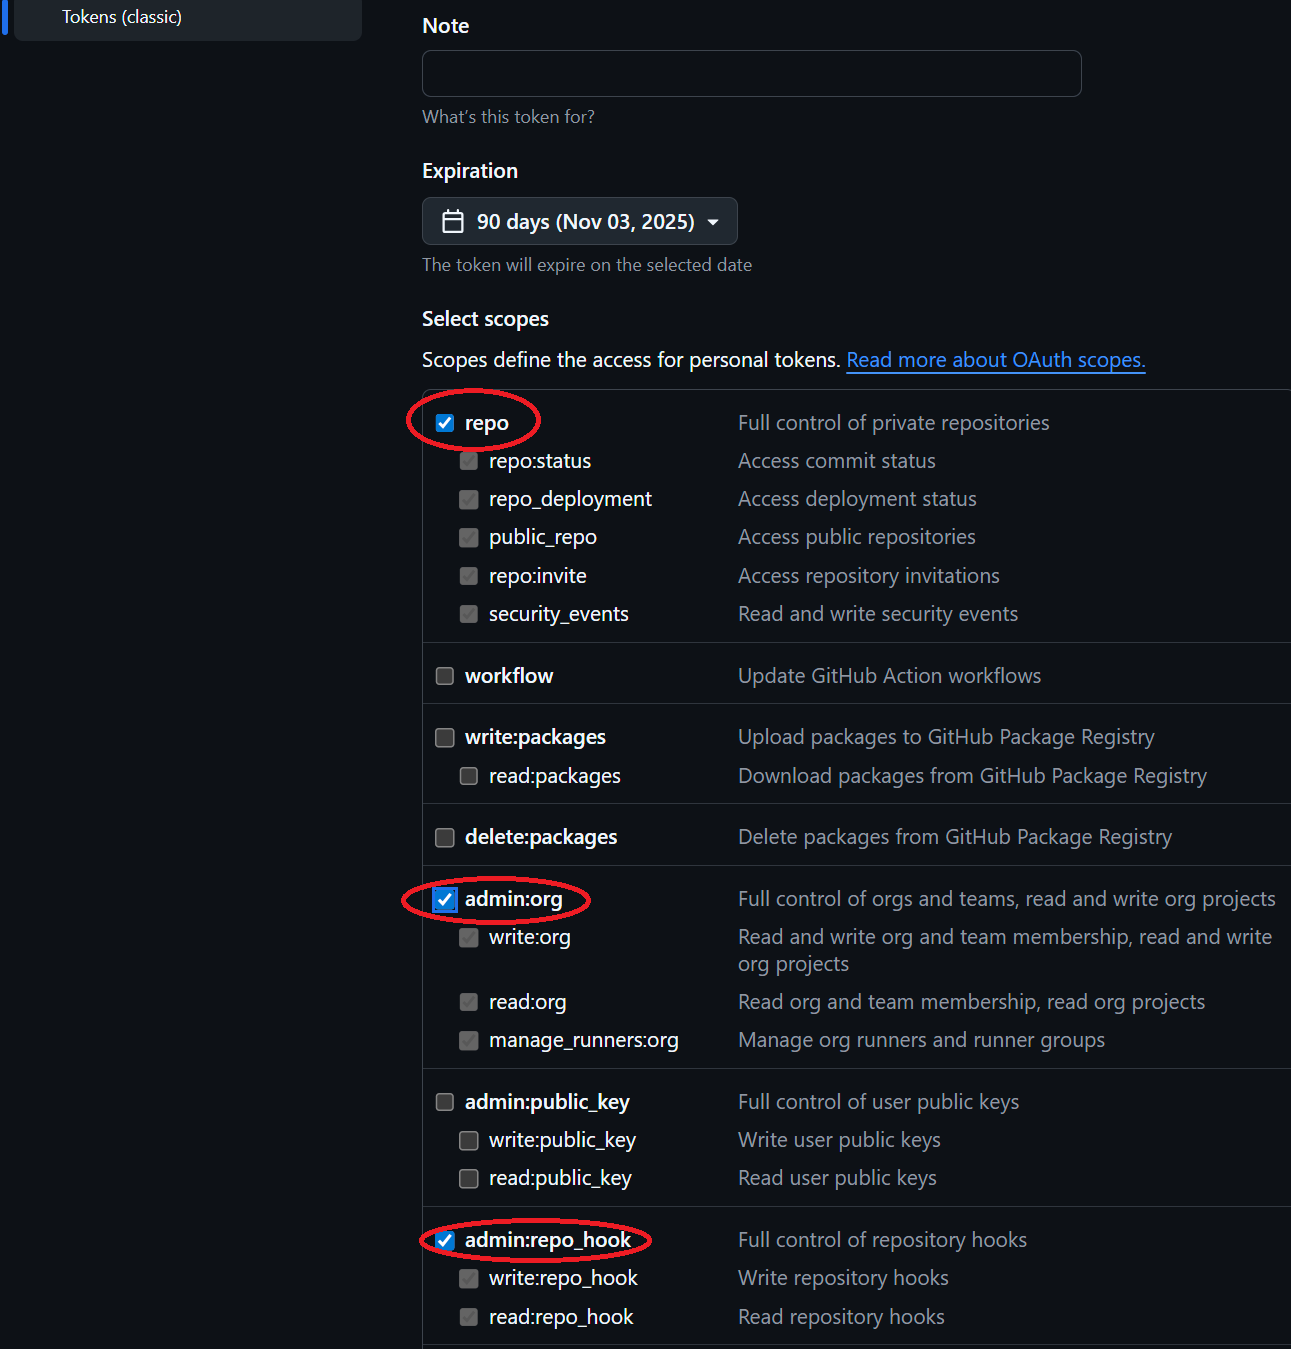 Tokens (classic)
Note
What's this token for?
Expiration
90 days (Nov 03, 2025)
The token will expire on the selected date
Select scopes
Scopes define the access for personal tokens. Read more about OAuth scopes.
repo Full control of private repositories
repo:status Access commit status
repo_deployment Access deployment status
public_repo Access public repositories
repo:invite Access repository invitations
security_events Read and write security events
workflow Update GitHub Action workflows
write:packages Upload packages to GitHub Package Registry
read:packages Download packages from GitHub Package Registry
delete:packages Delete packages from GitHub Package Registry
admin:org Full control of orgs and teams, read and write org projects
write:org Read and write org and team membership, read and write
org projects
read:org Read org and team membership, read org projects
manage_runners:org Manage org runners and runner groups
admin:public_key Full control of user public keys
write:public_key Write user public keys
read:public_key Read user public keys
admin:repo_hook Full control of repository hooks
write:repo_hook Write repository hooks
read:repo_hook Read repository hooks